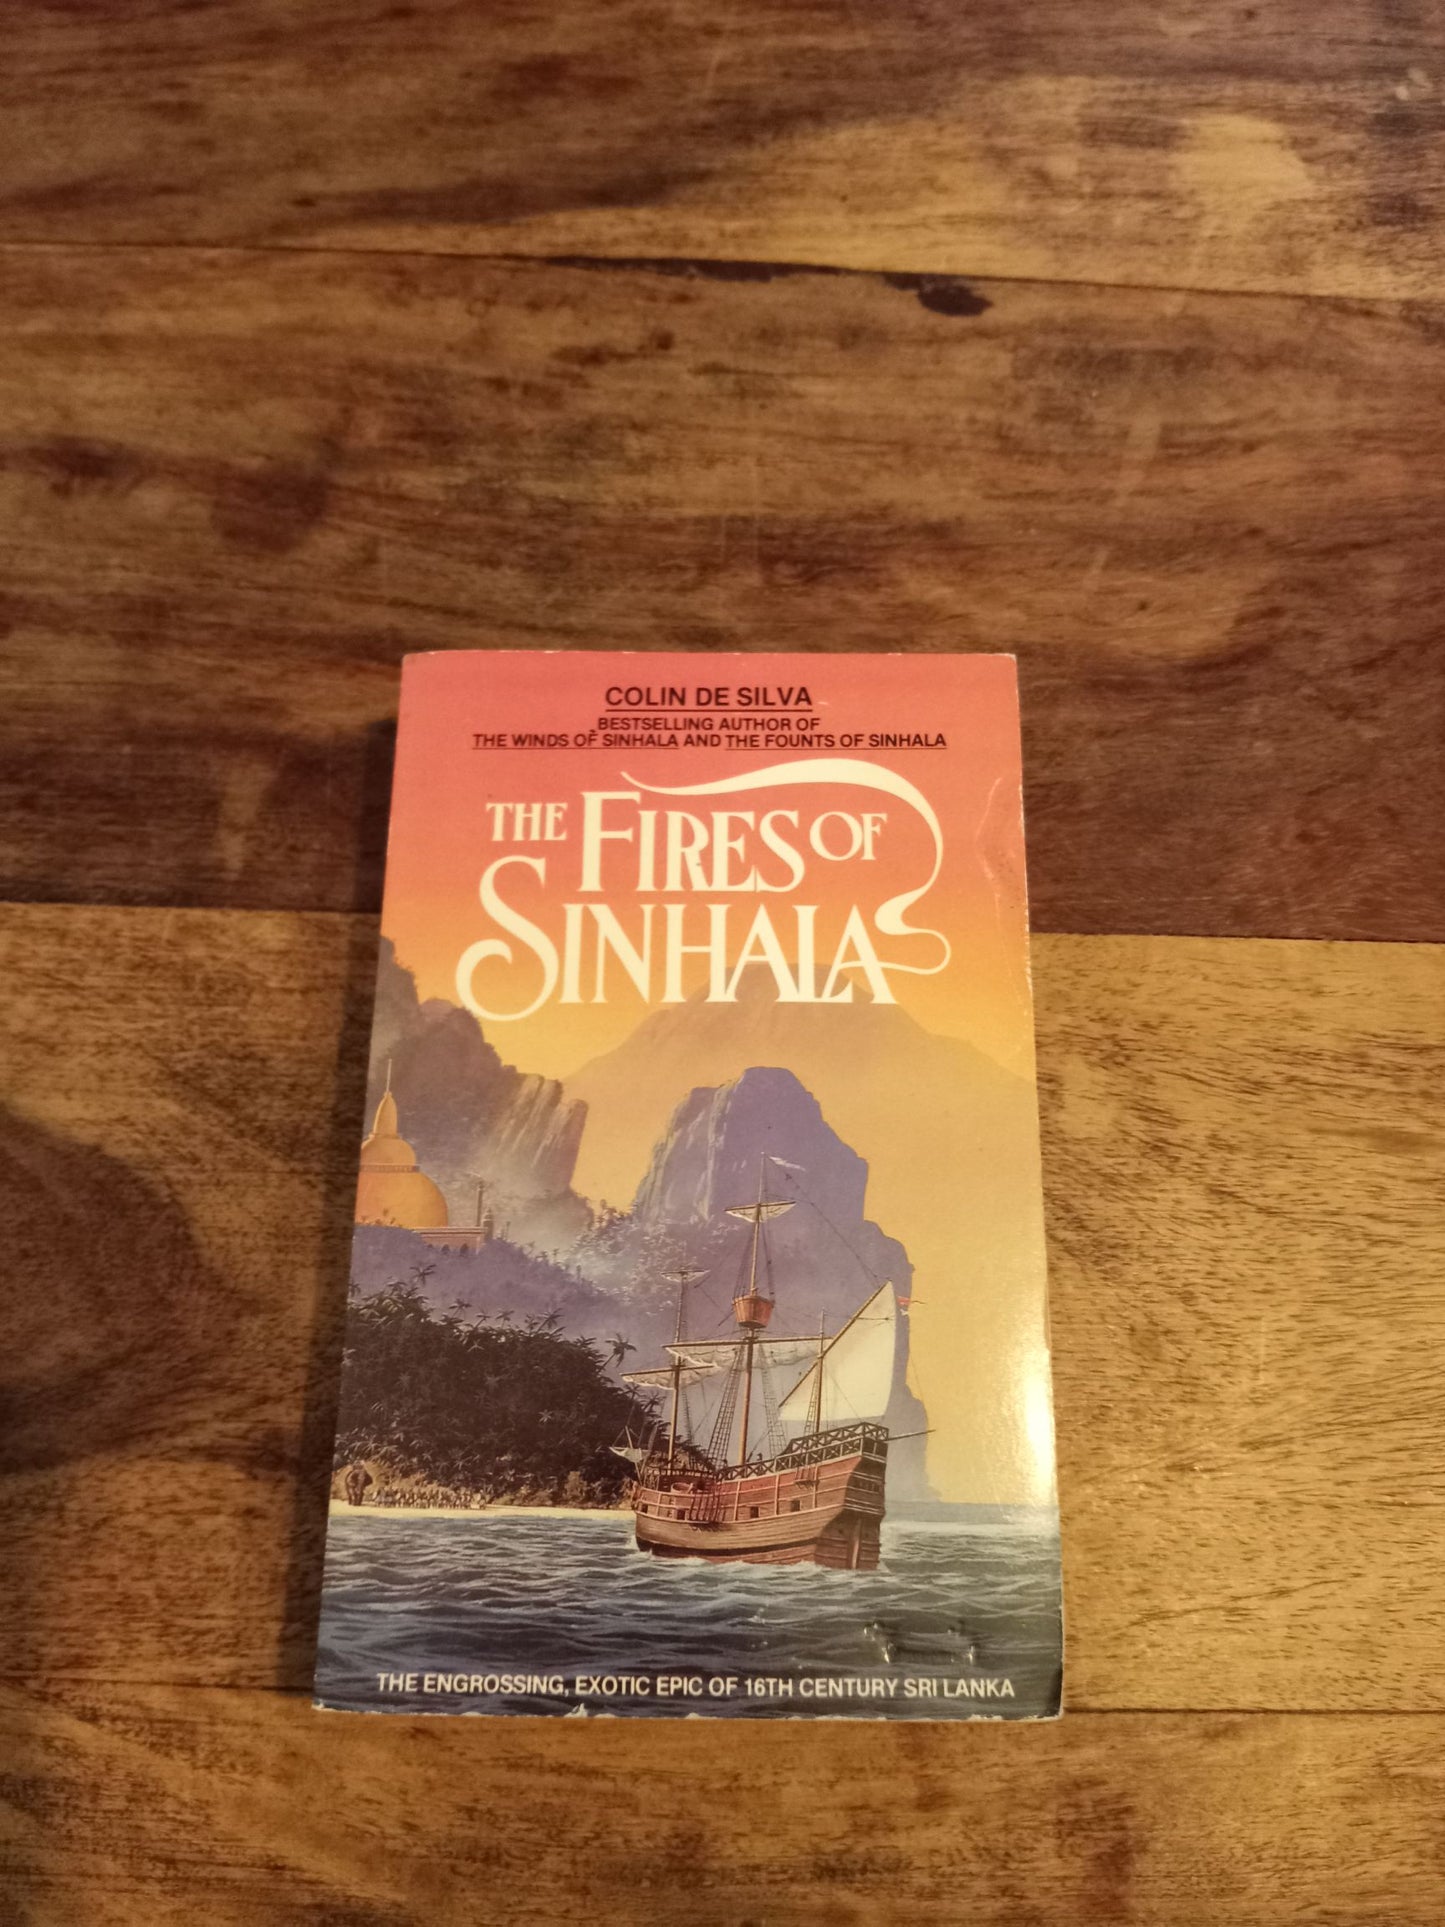 COLIN DE SILVA
BESTSELLING AUTHOR OF
THE WINDS OF SINHALA AND THE FOUNTS OF SINHALA
THE FIRES OF
SINHALA
THE ENGROSSING, EXOTIC EPIC OF 16TH CENTURY SRI LANKA